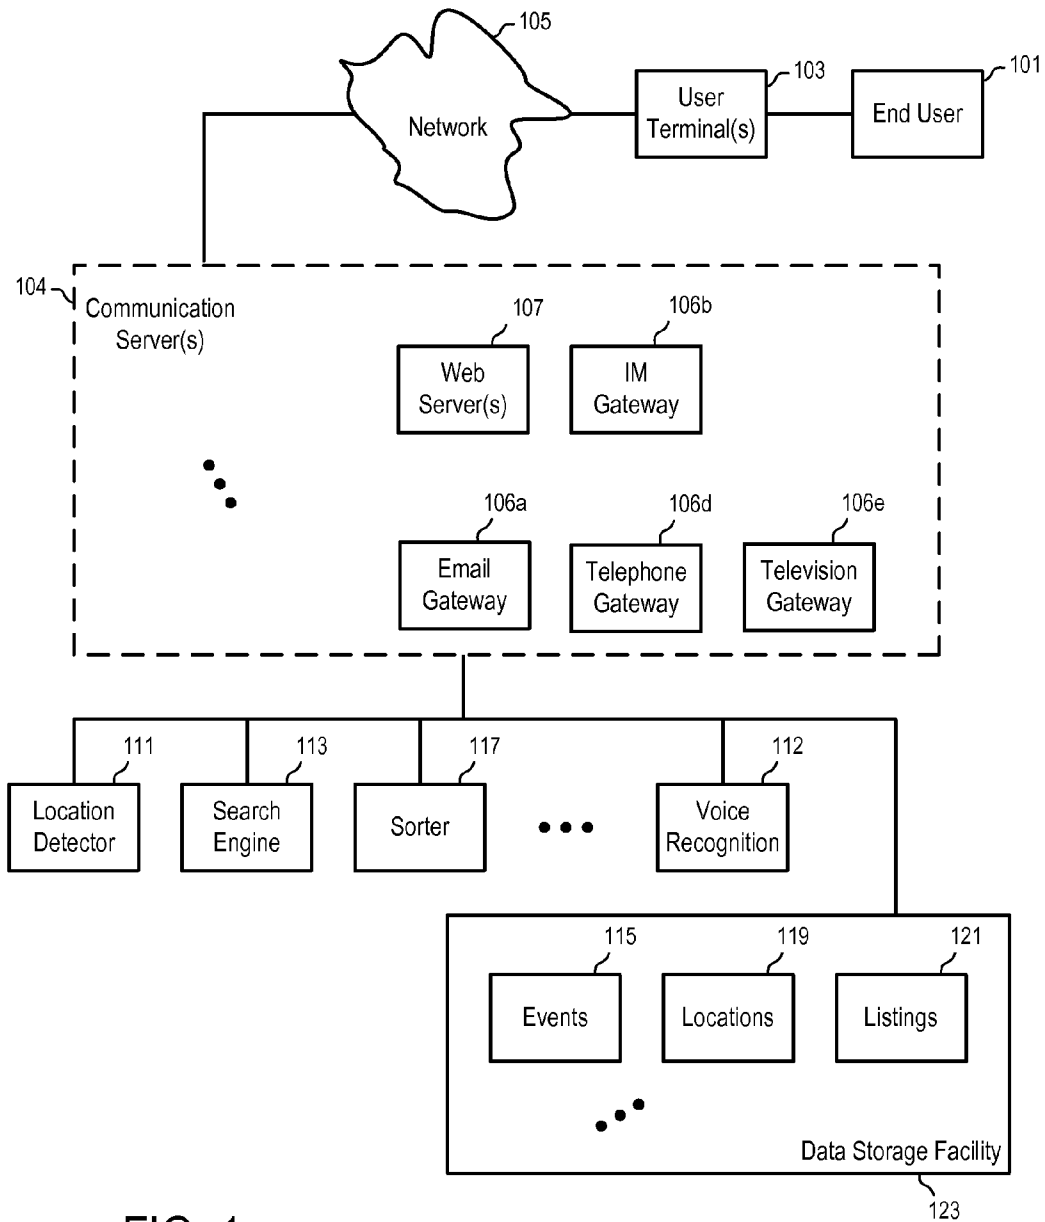 105
103
101
User
Terminal(s)
End User
Network
104
Communication
Server(s)
107
106b
Web
Server(s)
IM
Gateway
106a
106d
106e
Email
Gateway
Telephone
Gateway
Television
Gateway
111
113
117
112
Location
Detector
Search
Engine
Sorter
Voice
Recognition
115
119
121
Events
Locations
Listings
Data Storage Facility
123
FIG. 1